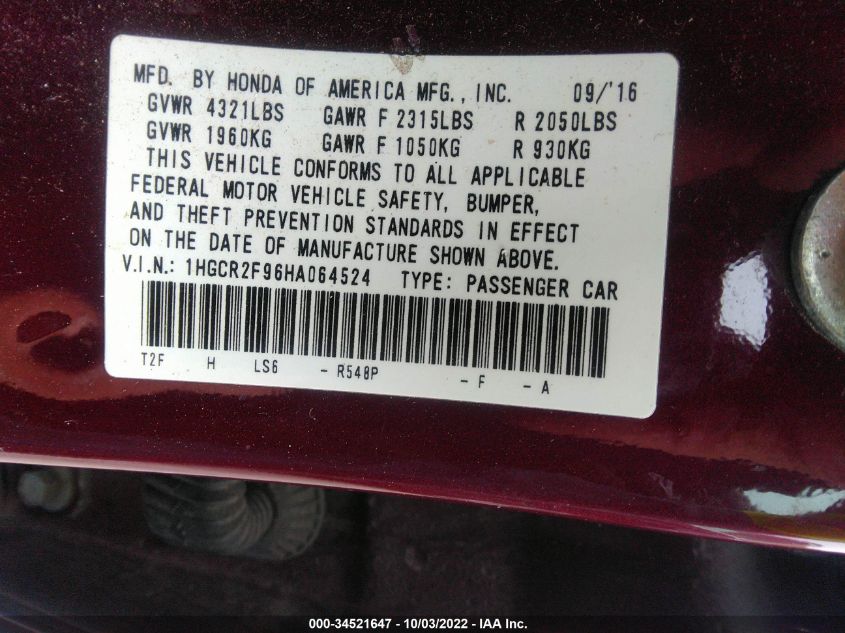 MFD. BY HONDA OF AMERICA MFG., INC. 09/'16
GVWR 4321LBS GAWR F 2315LBS R 2050LBS
GVWR 1960KG GAWR F 1050KG R 930KG
THIS VEHICLE CONFORMS TO ALL APPLICABLE
FEDERAL MOTOR VEHICLE SAFETY, BUMPER,
AND THEFT PREVENTION STANDARDS IN EFFECT
ON THE DATE OF MANUFACTURE SHOWN ABOVE.
V.I.N.: 1HGCR2F96HA064524 TYPE: PASSENGER CAR
T2F H LS6 - R548P - F - A
000-34521647 - 10/03/2022 - IAA Inc.